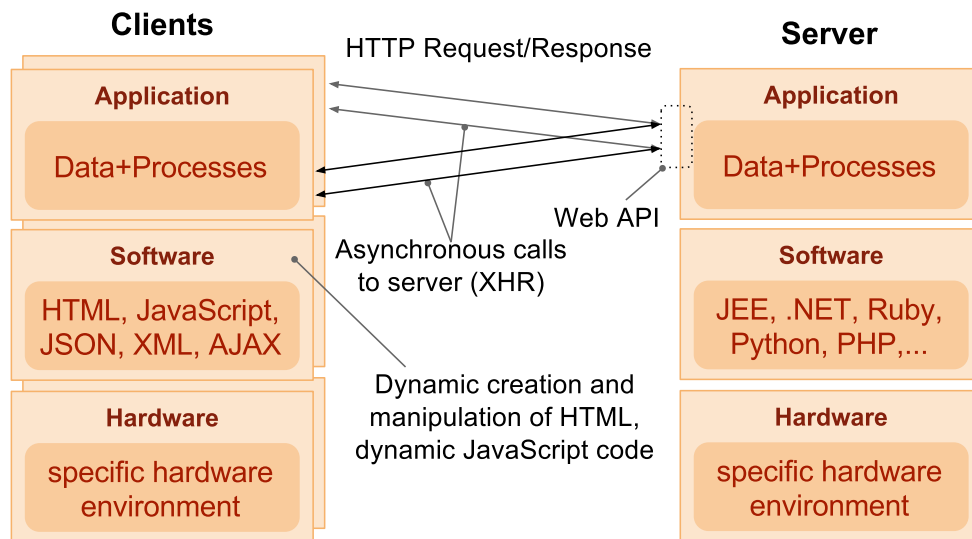 Clients
Application
Data+Processes
Software
HTML, JavaScript,
JSON, XML, AJAX
Hardware
specific hardware
environment
HTTP Request/Response
Web API
Asynchronous calls
to server (XHR)
Dynamic creation and
manipulation of HTML,
dynamic JavaScript code
Server
Application
Data+Processes
Software
JEE, .NET, Ruby,
Python, PHP,...
Hardware
specific hardware
environment